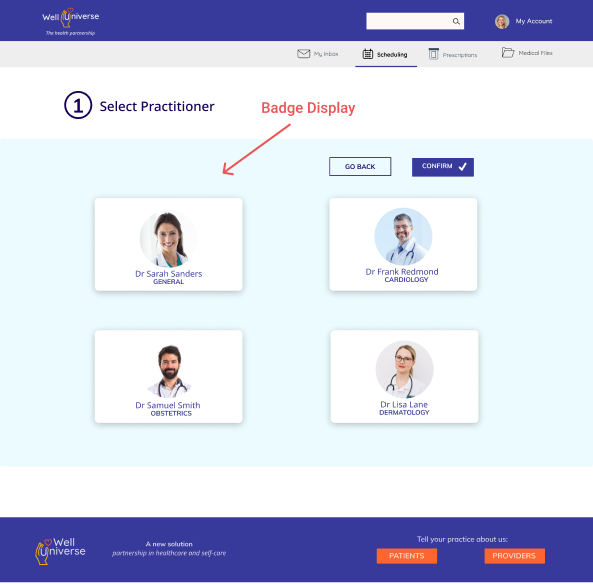 Well Universe
The health partnership
My Account
My Inbox
Scheduling
Prescriptions
Medical Files
1 Select Practitioner
Badge Display
GO BACK
CONFIRM
Dr Sarah Sanders
GENERAL
Dr Frank Redmond
CARDIOLOGY
Dr Samuel Smith
OBSTETRICS
Dr Lisa Lane
DERMATOLOGY
Well
Universe
A new solution
partnership in healthcare and self-care
Tell your practice about us:
PATIENTS
PROVIDERS